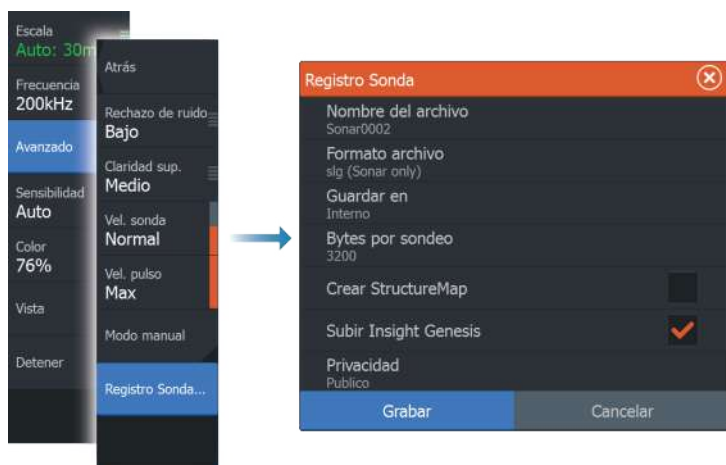 Escala
Auto: 30m
Frecuencia
200kHz
Avanzado
Sensibilidad
Auto
Color
76%
Vista
Detener
Atrás
Rechazo de ruido
Bajo
Claridad sup.
Medio
Vel. sonda
Normal
Vel. pulso
Max
Modo manual
Registro Sonda...
Registro Sonda
Nombre del archivo
Sonar0002
Formato archivo
slg (Sonar only)
Guardar en
Interno
Bytes por sondeo
3200
Crear StructureMap
Subir Insight Genesis
Privacidad
Publico
Grabar
Cancelar